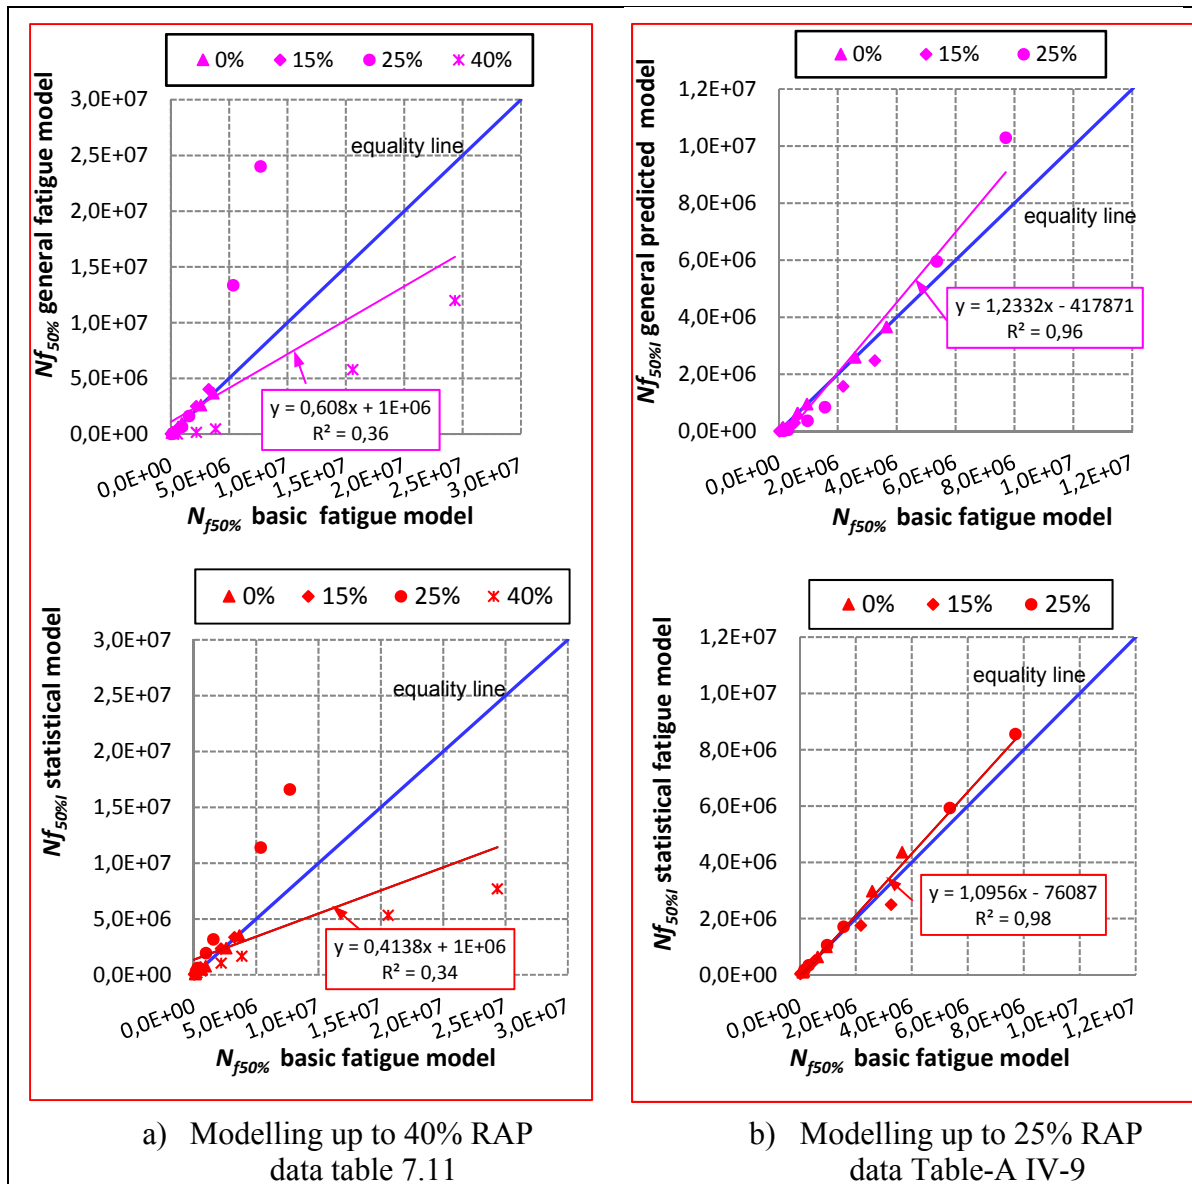 0% 15% 25% 40%
3,0E+07
2,5E+07
2,0E+07
1,5E+07
1,0E+07
5,0E+06
0,0E+00
Nf50% general fatigue model
equality line
y = 0,608x + 1E+06
R² = 0,36
0,0E+00
5,0E+06
1,0E+07
1,5E+07
2,0E+07
2,5E+07
3,0E+07
Nf50% basic fatigue model
0% 15% 25%
1,2E+07
1,0E+07
8,0E+06
6,0E+06
4,0E+06
2,0E+06
0,0E+00
Nf50%I general predicted model
equality line
y = 1,2332x - 417871
R² = 0,96
0,0E+00
2,0E+06
4,0E+06
6,0E+06
8,0E+06
1,0E+07
1,2E+07
Nf50% basic fatigue model
0% 15% 25% 40%
3,0E+07
2,5E+07
2,0E+07
1,5E+07
1,0E+07
5,0E+06
0,0E+00
Nf50%I statistical model
equality line
y = 0,4138x + 1E+06
R² = 0,34
0,0E+00
5,0E+06
1,0E+07
1,5E+07
2,0E+07
2,5E+07
3,0E+07
Nf50% basic fatigue model
0% 15% 25%
1,2E+07
1,0E+07
8,0E+06
6,0E+06
4,0E+06
2,0E+06
0,0E+00
Nf50%I statistical fatigue model
equality line
y = 1,0956x - 76087
R² = 0,98
0,0E+00
2,0E+06
4,0E+06
6,0E+06
8,0E+06
1,0E+07
1,2E+07
Nf50% basic fatigue model
a) Modelling up to 40% RAP
data table 7.11
b) Modelling up to 25% RAP
data Table-A IV-9